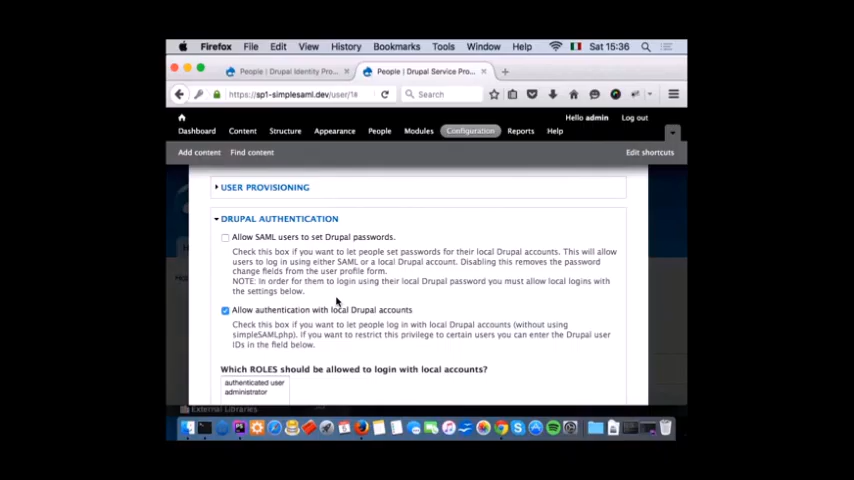 Firefox File Edit View History Bookmarks Tools Window Help Sat 15:36
People | Drupal Identity Pro... × People | Drupal Service Pro... × +
https://sp1-simplesaml.dev/user/1# Search
Hello admin Log out
Dashboard Content Structure Appearance People Modules Configuration Reports Help
Add content Find content Edit shortcuts
USER PROVISIONING
DRUPAL AUTHENTICATION
Allow SAML users to set Drupal passwords.
Check this box if you want to let people set passwords for their local Drupal accounts. This will allow
users to log in using either SAML or a local Drupal account. Disabling this removes the password
change fields from the user profile form.
NOTE: In order for them to login using their local Drupal password you must allow local logins with
the settings below.
Allow authentication with local Drupal accounts
Check this box if you want to let people log in with local Drupal accounts (without using
simpleSAMLphp). If you want to restrict this privilege to certain users you can enter the Drupal user
IDs in the field below.
Which ROLES should be allowed to login with local accounts?
authenticated user
administrator
External Libraries